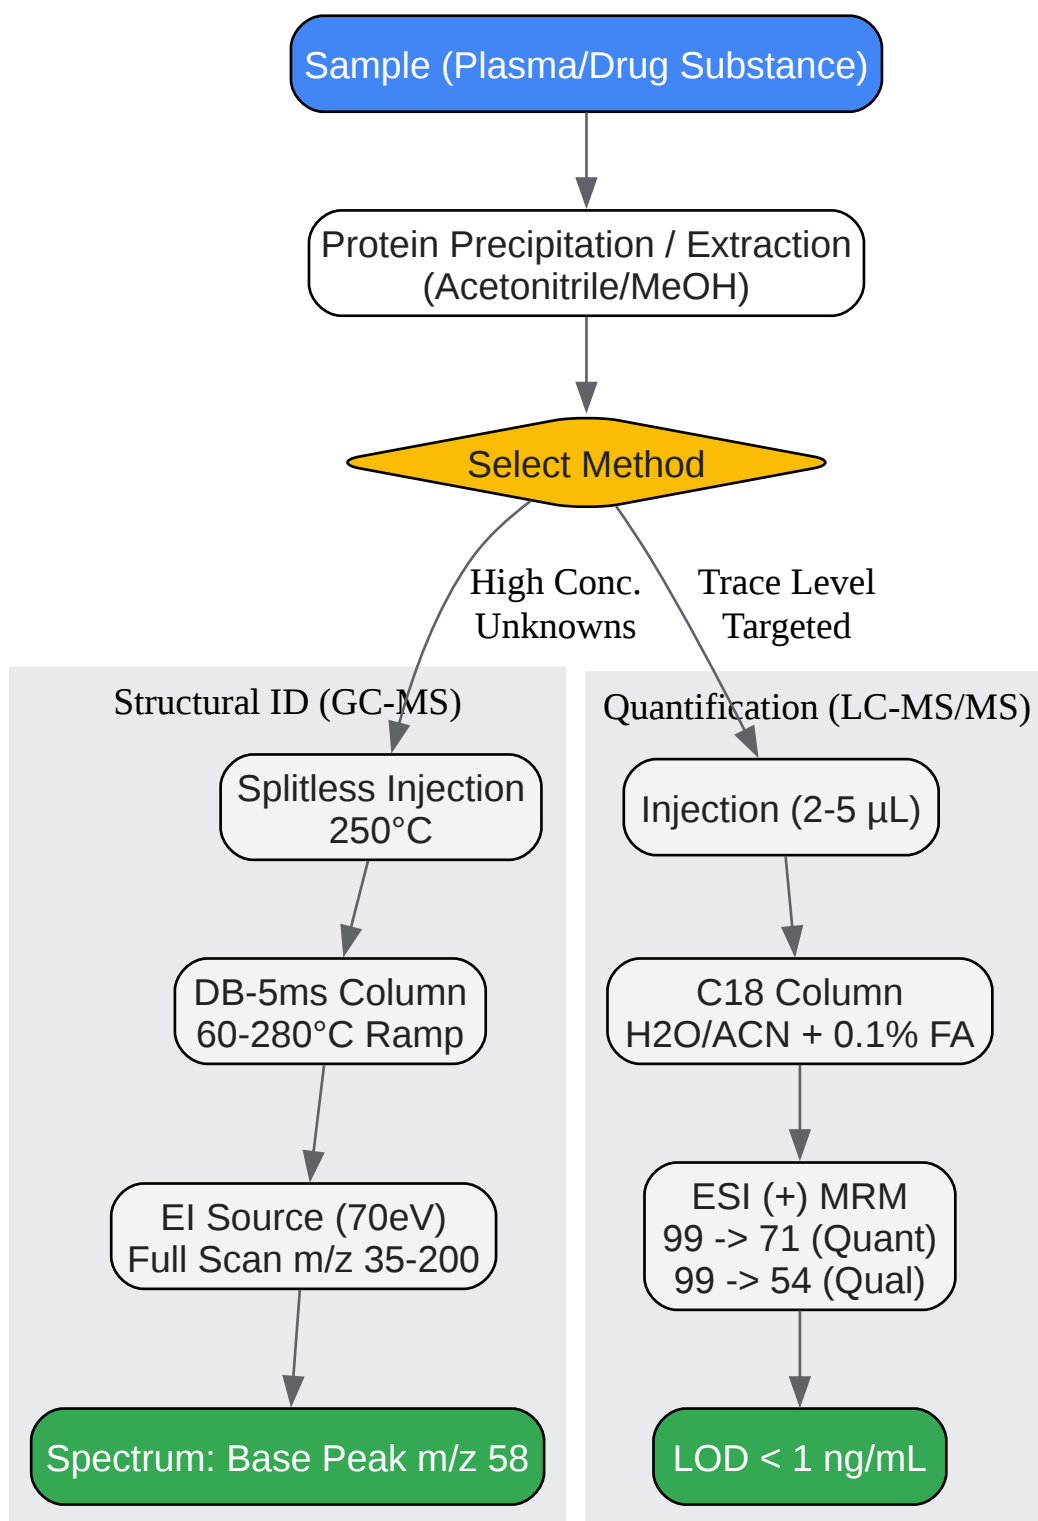 Sample (Plasma/Drug Substance)
Protein Precipitation / Extraction
(Acetonitrile/MeOH)
Select Method
High Conc.
Unknowns
Trace Level
Targeted
Structural ID (GC-MS)
Splitless Injection
250°C
DB-5ms Column
60-280°C Ramp
EI Source (70eV)
Full Scan m/z 35-200
Spectrum: Base Peak m/z 58
Quantification (LC-MS/MS)
Injection (2-5 µL)
C18 Column
H2O/ACN + 0.1% FA
ESI (+) MRM
99 -> 71 (Quant)
99 -> 54 (Qual)
LOD < 1 ng/mL